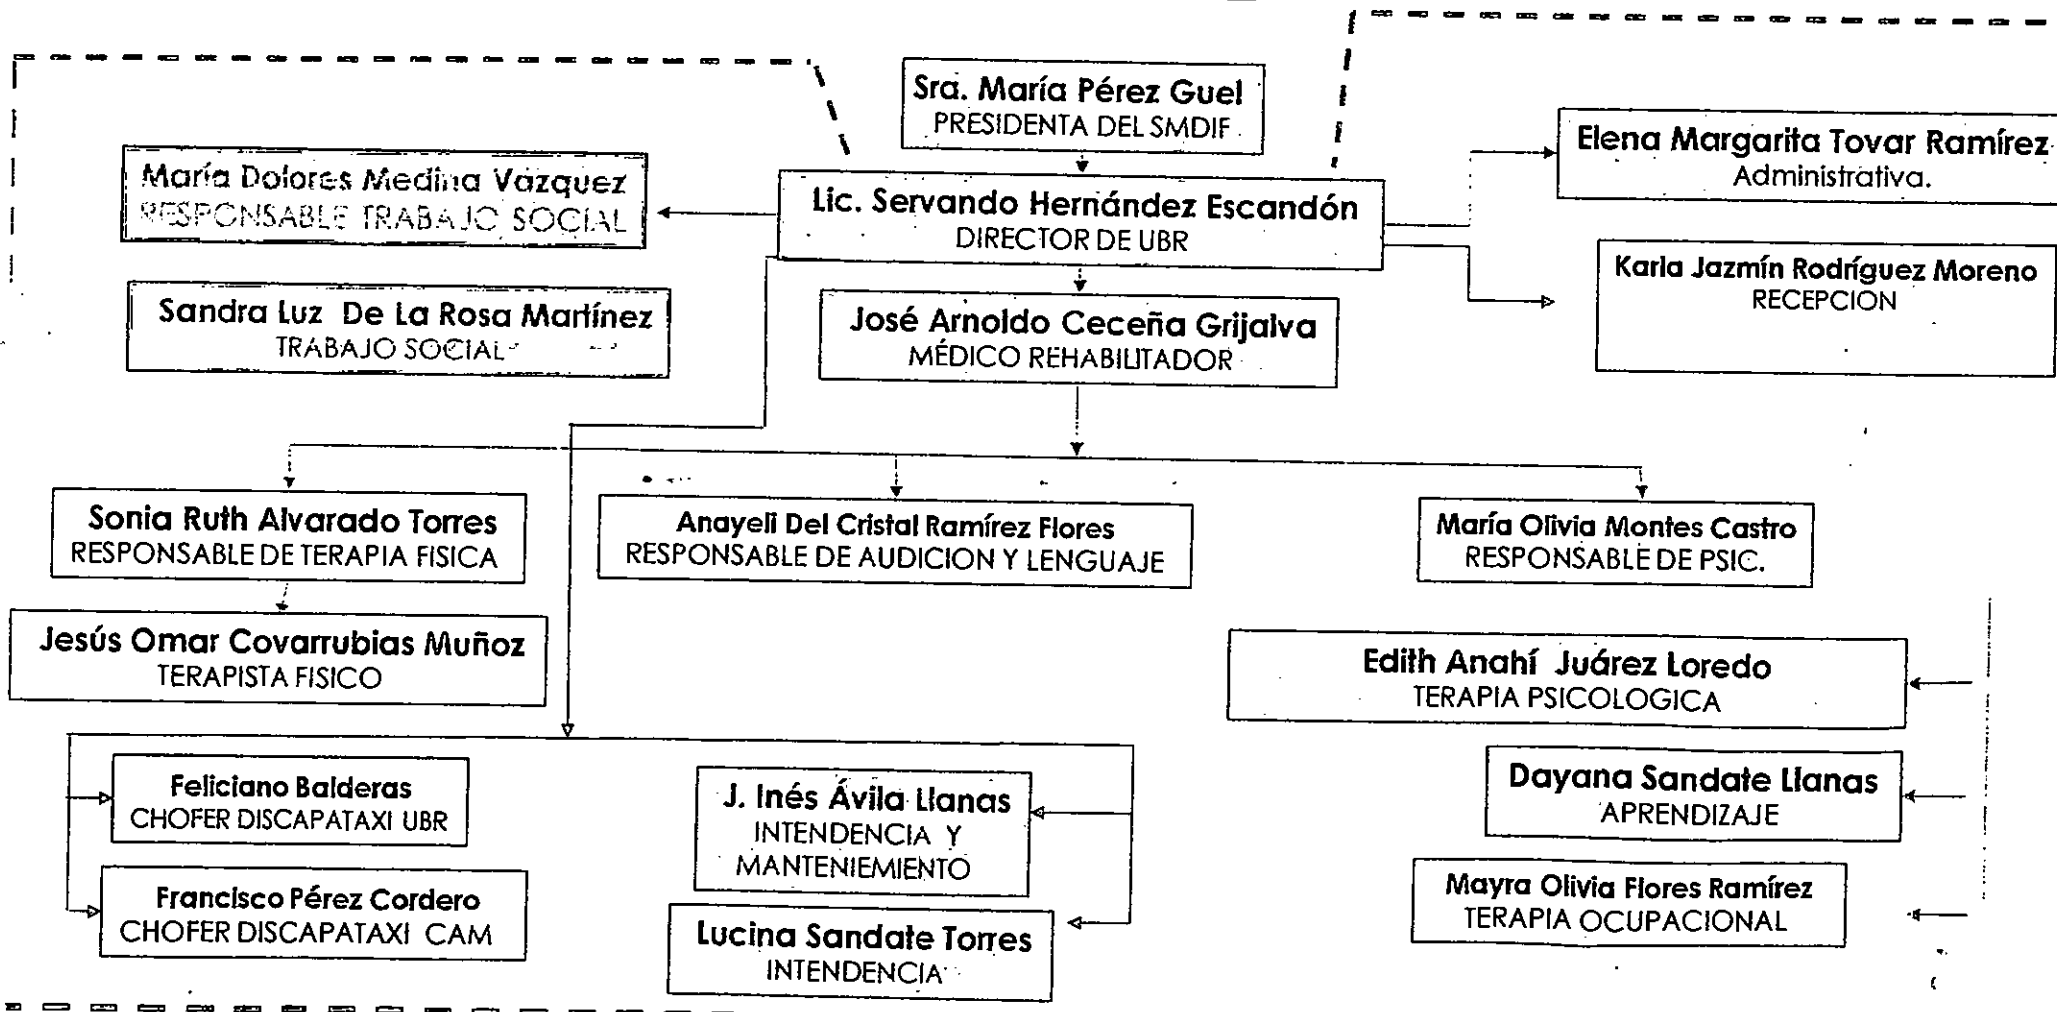 Sra. María Pérez Guel
PRESIDENTA DEL SMDIF
María Dolores Medina Vazquez
RESPONSABLE TRABAJO SOCIAL
Lic. Servando Hernández Escandón
DIRECTOR DE UBR
Elena Margarita Tovar Ramírez
Administrativa.
Karla Jazmín Rodríguez Moreno
RECEPCION
Sandra Luz De La Rosa Martínez
TRABAJO SOCIAL
José Arnoldo Ceceña Grijalva
MÉDICO REHABILITADOR
Sonia Ruth Alvarado Torres
RESPONSABLE DE TERAPIA FISICA
Anayeli Del Cristal Ramírez Flores
RESPONSABLE DE AUDICION Y LENGUAJE
María Olivia Montes Castro
RESPONSABLE DE PSIC.
Jesús Omar Covarrubias Muñoz
TERAPISTA FISICO
Edith Anahí Juárez Loredo
TERAPIA PSICOLOGICA
Feliciano Balderas
CHOFER DISCAPATAXI UBR
J. Inés Ávila Llanas
INTENDENCIA Y
MANTENIEMIENTO
Dayana Sandate Llanas
APRENDIZAJE
Francisco Pérez Cordero
CHOFER DISCAPATAXI CAM
Lucina Sandate Torres
INTENDENCIA
Mayra Olivia Flores Ramírez
TERAPIA OCUPACIONAL